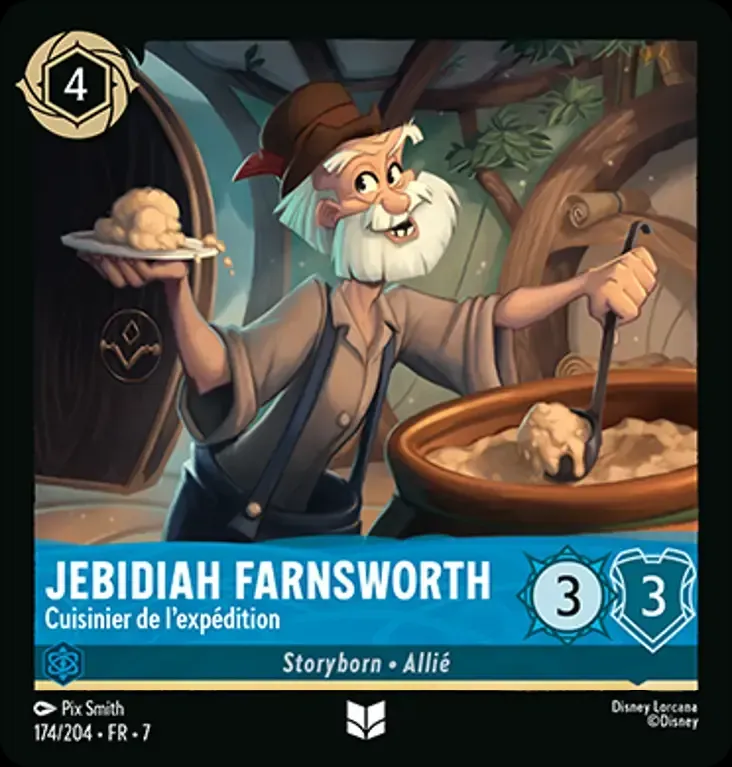 4
JEBIDIAH FARNSWORTH
Cuisinier de l'expédition
3
3
Storyborn • Allié
Pix Smith
174/204 • FR • 7
Disney Lorcana
©Disney